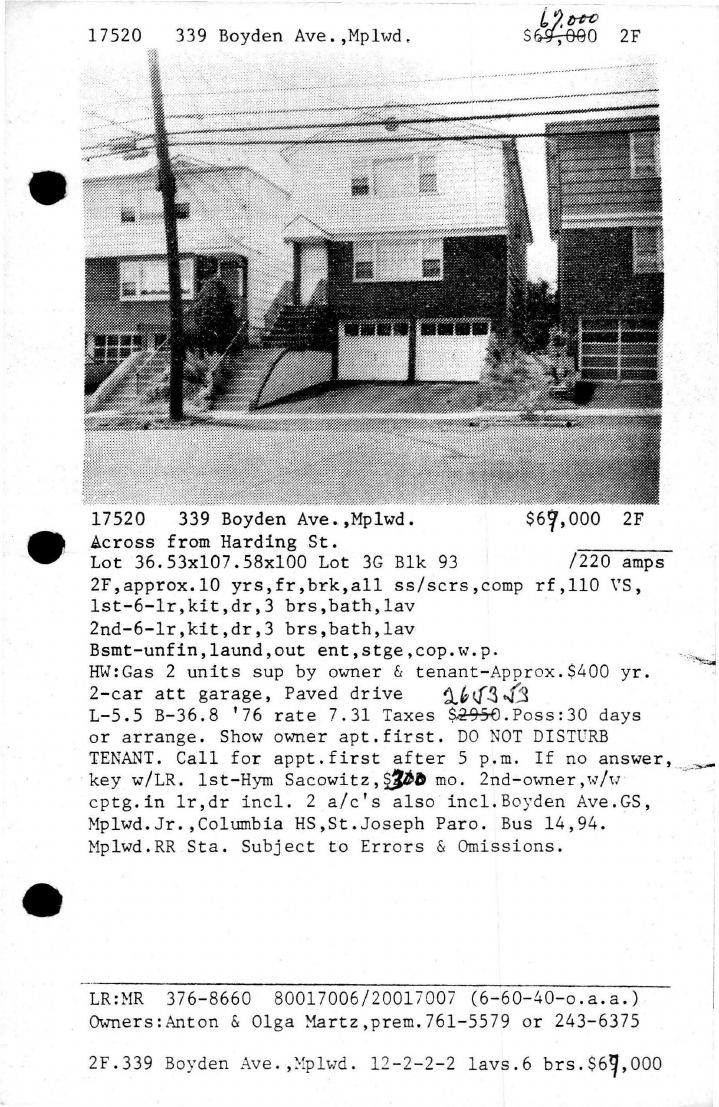 67,000
17520 339 Boyden Ave.,Mplwd. $69,000 2F
17520 339 Boyden Ave.,Mplwd. $67,000 2F
Across from Harding St.
Lot 36.53x107.58x100 Lot 3G Blk 93 /220 amps
2F,approx.10 yrs,fr,brk,all ss/scrs,comp rf,110 VS,
1st-6-lr,kit,dr,3 brs,bath,lav
2nd-6-lr,kit,dr,3 brs,bath,lav
Bsmt-unfin,laund,out ent,stge,cop.w.p.
HW:Gas 2 units sup by owner & tenant-Approx.$400 yr.
2-car att garage, Paved drive 2653.53
L-5.5 B-36.8 '76 rate 7.31 Taxes $2950.Poss:30 days
or arrange. Show owner apt.first. DO NOT DISTURB
TENANT. Call for appt.first after 5 p.m. If no answer,
key w/LR. 1st-Hym Sacowitz,$300 mo. 2nd-owner,w/w
cptg.in lr,dr incl. 2 a/c's also incl.Boyden Ave.GS,
Mplwd.Jr.,Columbia HS,St.Joseph Paro. Bus 14,94.
Mplwd.RR Sta. Subject to Errors & Omissions.
LR:MR 376-8660 80017006/20017007 (6-60-40-o.a.a.)
Owners:Anton & Olga Martz,prem.761-5579 or 243-6375
2F.339 Boyden Ave.,Mplwd. 12-2-2-2 lavs.6 brs.$67,000